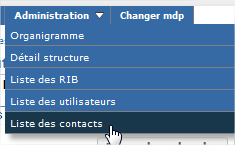 Administration Changer mdp
Organigramme
Détail structure
Liste des RIB
Liste des utilisateurs
Liste des contacts